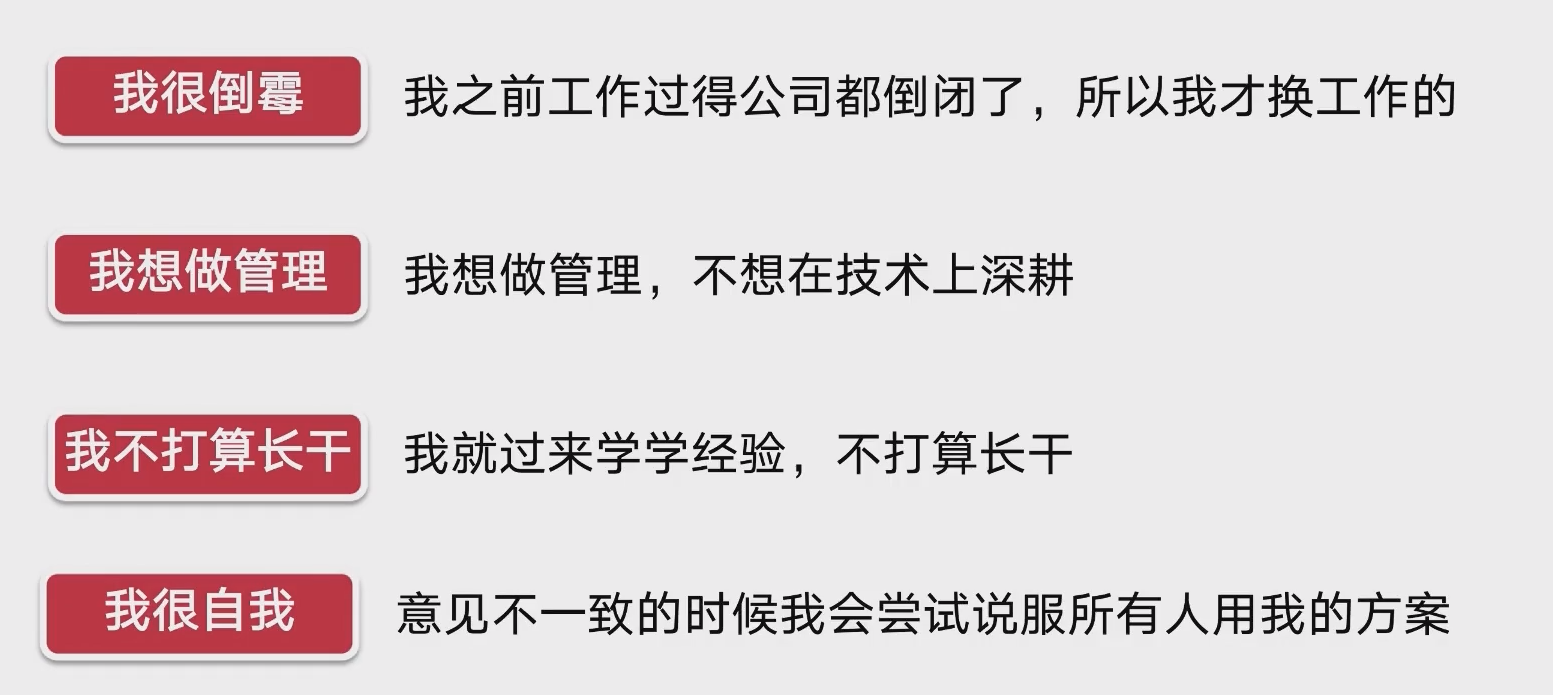 我很倒霉
我之前工作过得公司都倒闭了，所以我才换工作的
我想做管理
我想做管理，不想在技术上深耕
我不打算长干
我就过来学学经验，不打算长干
我很自我
意见不一致的时候我会尝试说服所有人用我的方案